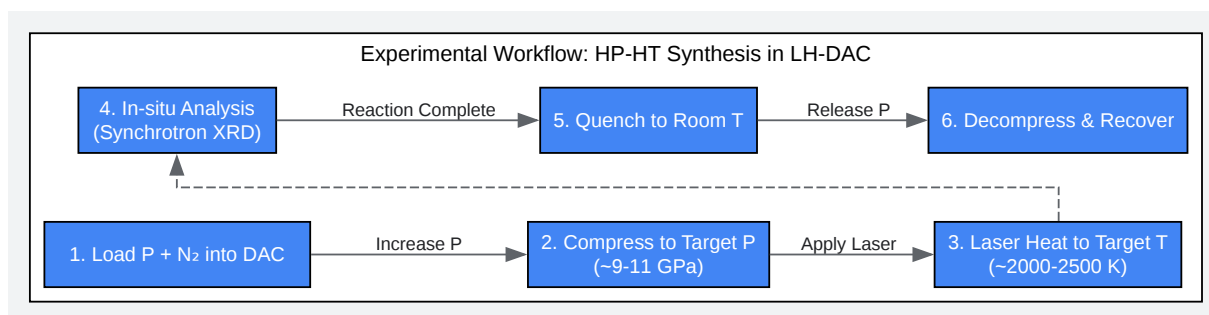 Experimental Workflow: HP-HT Synthesis in LH-DAC
4. In-situ Analysis
(Synchrotron XRD)
Reaction Complete
5. Quench to Room T
Release P
6. Decompress & Recover
1. Load P + N₂ into DAC
Increase P
2. Compress to Target P
(~9-11 GPa)
Apply Laser
3. Laser Heat to Target T
(~2000-2500 K)